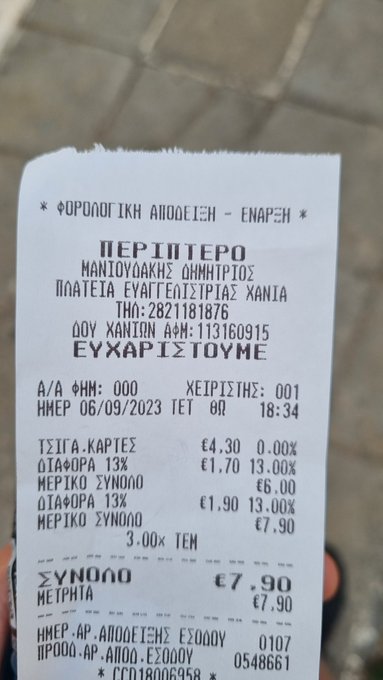 * ΦΟΡΟΛΟΓΙΚΗ ΑΠΟΔΕΙΞΗ - ΕΝΑΡΞΗ *
ΠΕΡΙΠΤΕΡΟ
ΜΑΝΙΟΥΔΑΚΗΣ ΔΗΜΗΤΡΙΟΣ
ΠΛΑΤΕΙΑ ΕΥΑΓΓΕΛΙΣΤΡΙΑΣ ΧΑΝΙΑ
ΤΗΛ:2821181876
ΔΟΥ ΧΑΝΙΩΝ ΑΦΜ:113160915
ΕΥΧΑΡΙΣΤΟΥΜΕ
Α/Α ΦΗΜ: 000 ΧΕΙΡΙΣΤΗΣ: 001
ΗΜΕΡ 06/09/2023 ΤΕΤ ΘΩ 18:34
ΤΣΙΓΑ.ΚΑΡΤΕΣ €4.30 0.00%
ΔΙΑΦΟΡΑ 13% €1.70 13.00%
ΜΕΡΙΚΟ ΣΥΝΟΛΟ €6.00
ΔΙΑΦΟΡΑ 13% €1.90 13.00%
ΜΕΡΙΚΟ ΣΥΝΟΛΟ €7.90
3.00x ΤΕΜ
ΣΥΝΟΛΟ €7.90
ΜΕΤΡΗΤΑ €7.90
ΗΜΕΡ.ΑΡ.ΑΠΟΔΕΙΞΗΣ ΕΣΟΔΟΥ 0107
ΠΡΟΟΔ.ΑΡ.ΑΠΟΔ.ΕΣΟΔΟΥ 0548661
* CCD18006958 *